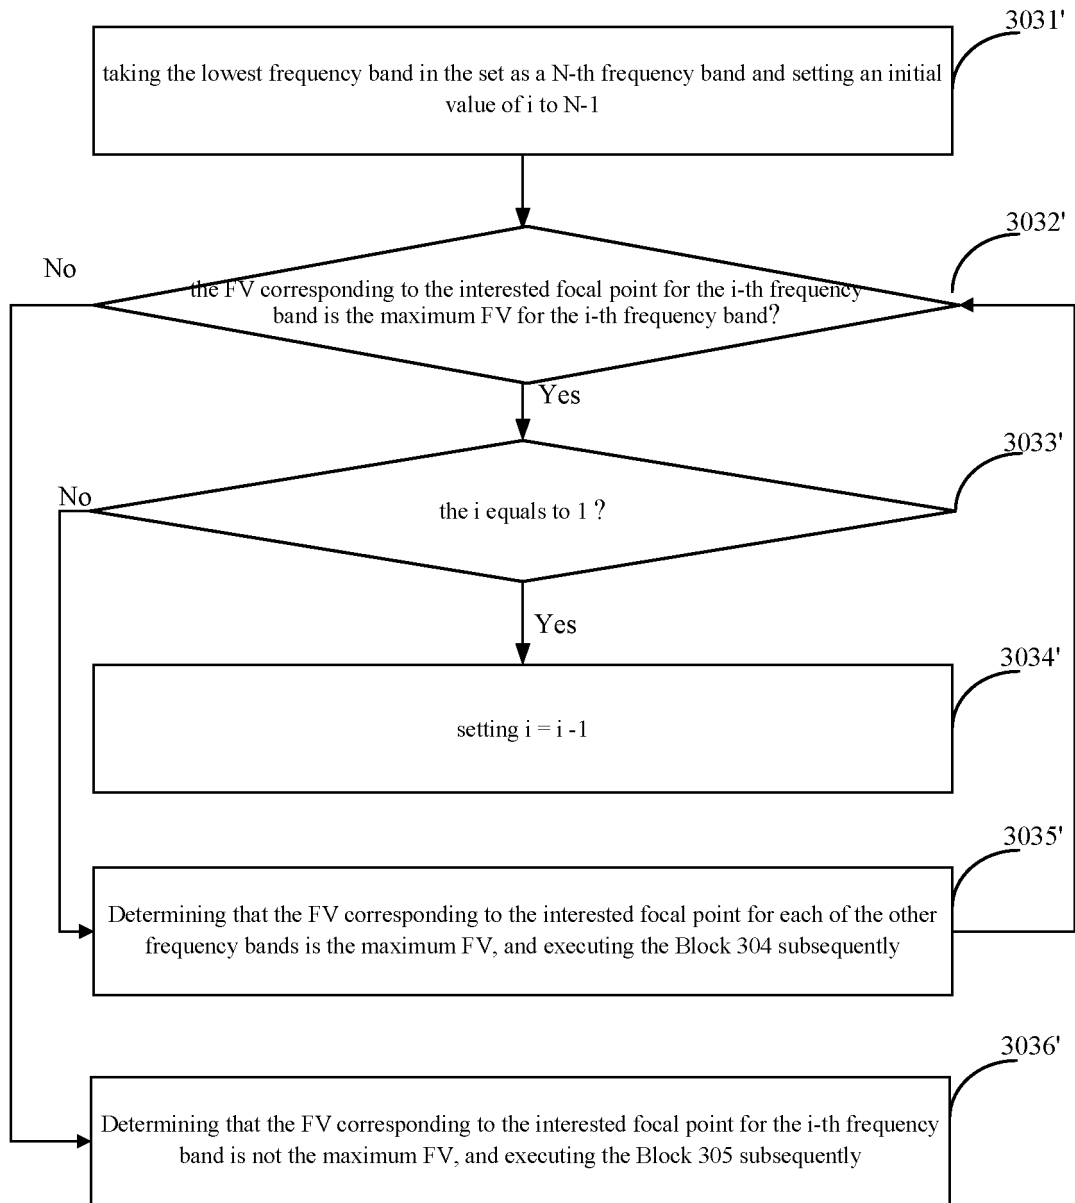 3031'
taking the lowest frequency band in the set as a N-th frequency band and setting an initial
value of i to N-1
3032'
No
the FV corresponding to the interested focal point for the i-th frequency
band is the maximum FV for the i-th frequency band?
Yes
3033'
No
the i equals to 1 ?
Yes
3034'
setting i = i -1
3035'
Determining that the FV corresponding to the interested focal point for each of the other
frequency bands is the maximum FV, and executing the Block 304 subsequently
3036'
Determining that the FV corresponding to the interested focal point for the i-th frequency
band is not the maximum FV, and executing the Block 305 subsequently